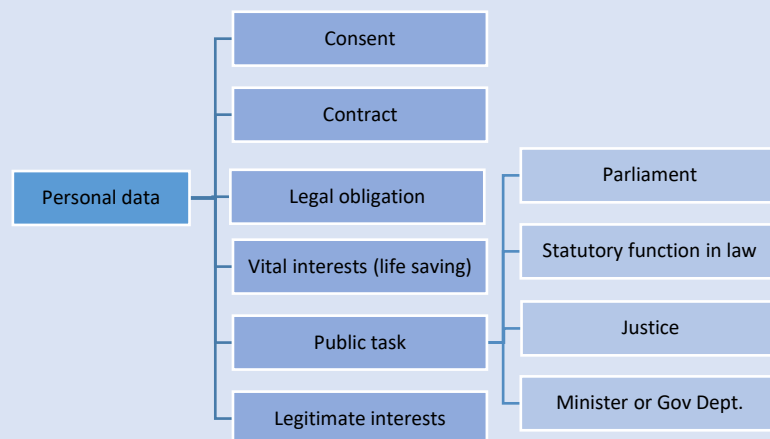 Personal data
Consent
Contract
Legal obligation
Vital interests (life saving)
Public task
Legitimate interests
Parliament
Statutory function in law
Justice
Minister or Gov Dept.